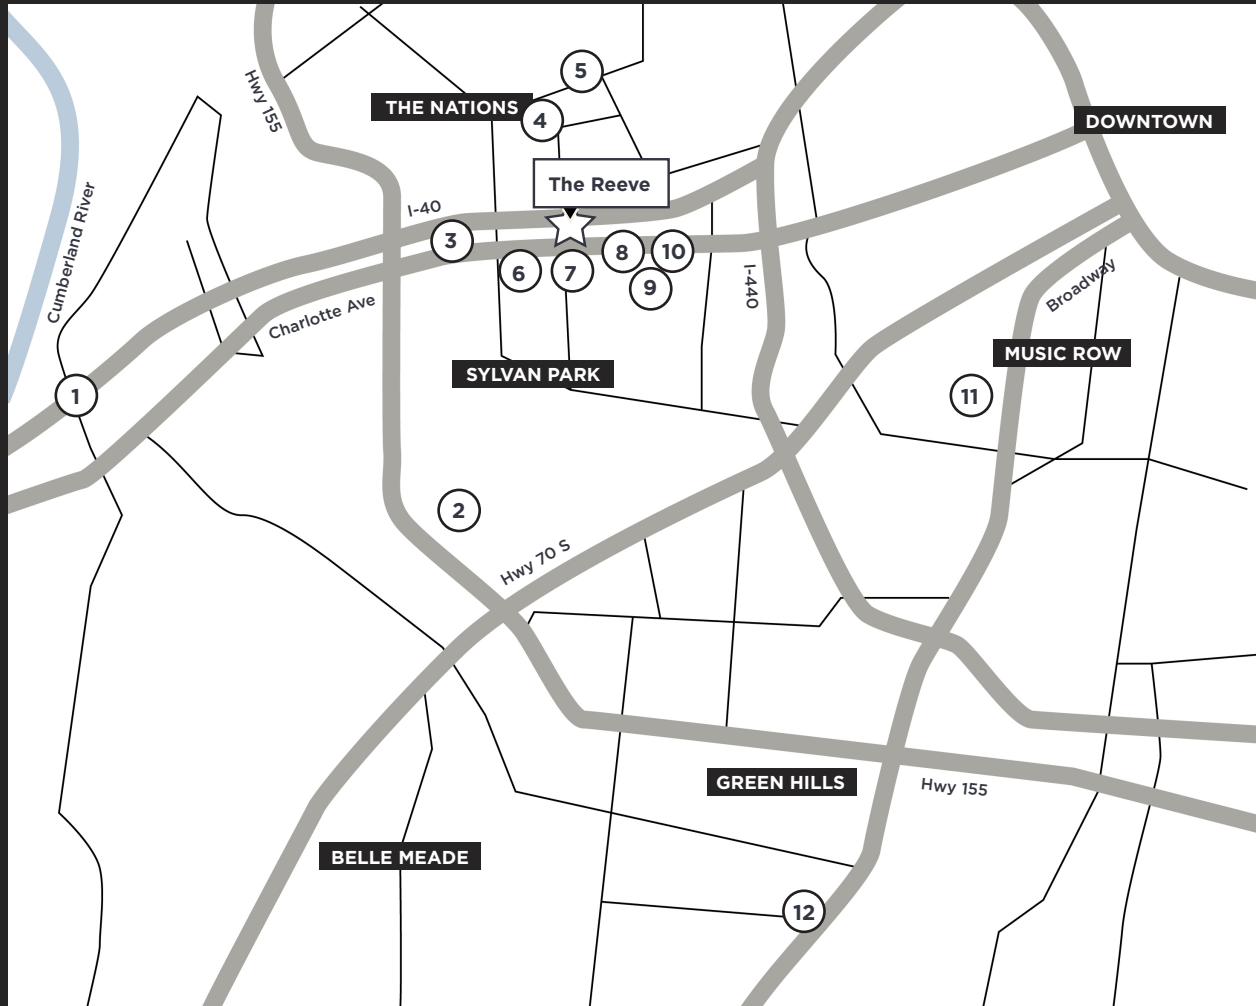 5
Hwy 155
THE NATIONS
4
DOWNTOWN
The Reeve
Cumberland River
I-40
3
8
10
6
7
9
I-440
Broadway
Charlotte Ave
MUSIC ROW
SYLVAN PARK
1
11
2
Hwy 70 S
GREEN HILLS
Hwy 155
BELLE MEADE
12